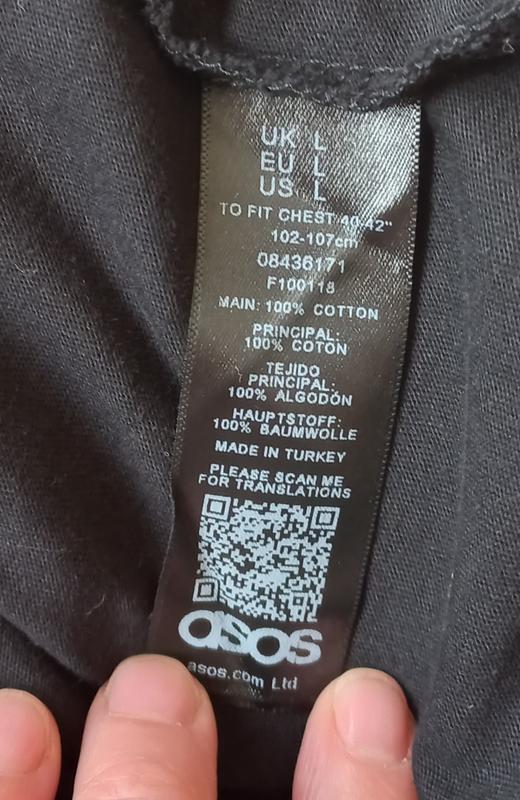 UK L
EU L
US L
TO FIT CHEST 40-42"
102-107cm
08436171
F100118
MAIN: 100% COTTON
PRINCIPAL:
100% COTON
TEJIDO
PRINCIPAL:
100% ALGODÓN
HAUPTSTOFF:
100% BAUMWOLLE
MADE IN TURKEY
PLEASE SCAN ME
FOR TRANSLATIONS
asos
asos.com Ltd